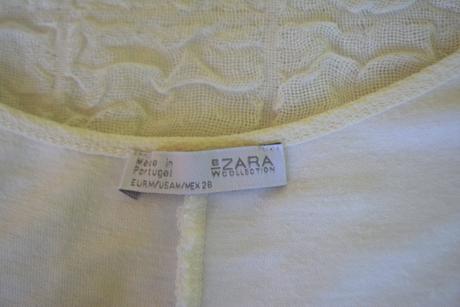 Made in
Portugal
EUR M/USA M/MEX 28
W&B ZARA
COLLECTION